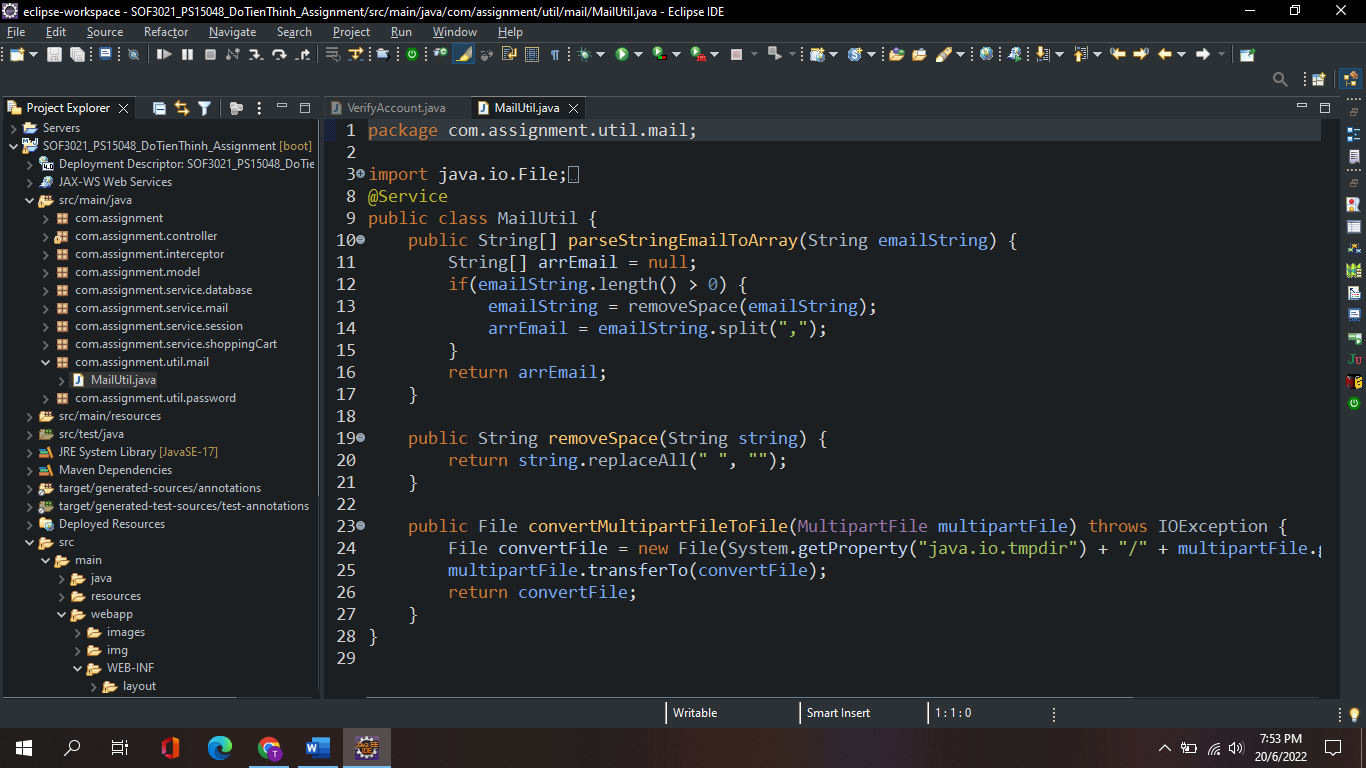 eclipse-workspace - SOF3021_PS15048_DoTienThinh_Assignment/src/main/java/com/assignment/util/mail/MailUtil.java - Eclipse IDE
File Edit Source Refactor Navigate Search Project Run Window Help
Project Explorer
Servers
SOF3021_PS15048_DoTienThinh_Assignment [boot]
Deployment Descriptor: SOF3021_PS15048_DoTie
JAX-WS Web Services
src/main/java
com.assignment
com.assignment.controller
com.assignment.interceptor
com.assignment.model
com.assignment.service.database
com.assignment.service.mail
com.assignment.service.session
com.assignment.service.shoppingCart
com.assignment.util.mail
MailUtil.java
com.assignment.util.password
src/main/resources
src/test/java
JRE System Library [JavaSE-17]
Maven Dependencies
target/generated-sources/annotations
target/generated-test-sources/test-annotations
Deployed Resources
src
main
java
resources
webapp
images
img
WEB-INF
layout
VerifyAccount.java MailUtil.java
1 package com.assignment.util.mail;
2
3 import java.io.File;
8 @Service
9 public class MailUtil {
10 public String[] parseStringEmailToArray(String emailString) {
11 String[] arrEmail = null;
12 if(emailString.length() > 0) {
13 emailString = removeSpace(emailString);
14 arrEmail = emailString.split(",");
15 }
16 return arrEmail;
17 }
18
19 public String removeSpace(String string) {
20 return string.replaceAll(" ", "");
21 }
22
23 public File convertMultipartFileToFile(MultipartFile multipartFile) throws IOException {
24 File convertFile = new File(System.getProperty("java.io.tmpdir") + "/" + multipartFile.g
25 multipartFile.transferTo(convertFile);
26 return convertFile;
27 }
28 }
29
Ju
Writable Smart Insert 1 : 1 : 0
T
W
Java EE IDE
7:53 PM
20/6/2022